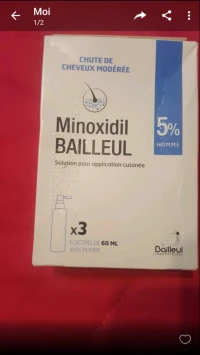 Moi
1/2
CHUTE DE
CHEVEUX MODÉRÉE
Minoxidil
BAILLEUL
5%
HOMME
Solution pour application cutanée
x3
FLACONS DE 60 ML
AVEC POMPE
Bailleul